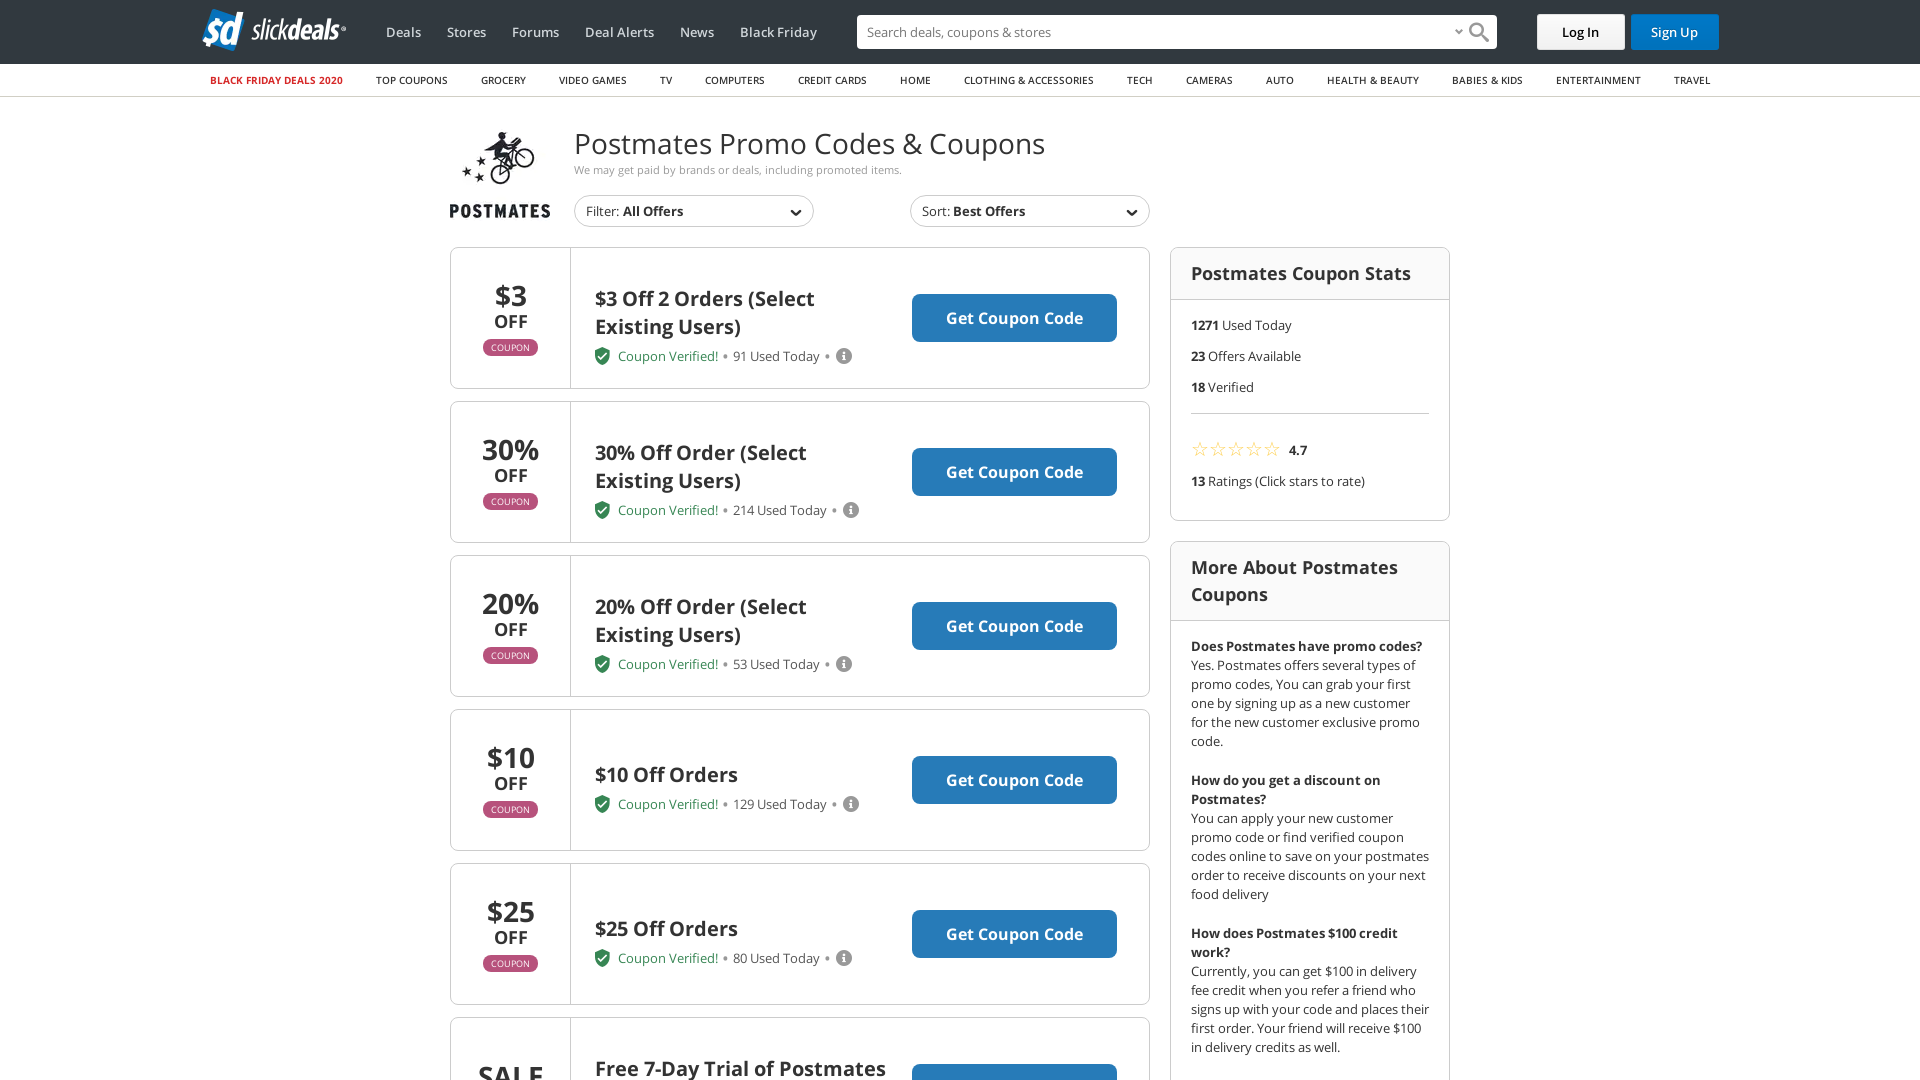 sd slickdeals®
Deals Stores Forums Deal Alerts News Black Friday
Search deals, coupons & stores
Log In
Sign Up
BLACK FRIDAY DEALS 2020 TOP COUPONS GROCERY VIDEO GAMES TV COMPUTERS CREDIT CARDS HOME CLOTHING & ACCESSORIES TECH CAMERAS AUTO HEALTH & BEAUTY BABIES & KIDS ENTERTAINMENT TRAVEL
POSTMATES
Postmates Promo Codes & Coupons
We may get paid by brands or deals, including promoted items.
Filter: All Offers
Sort: Best Offers
$3
OFF
COUPON
$3 Off 2 Orders (Select
Existing Users)
Coupon Verified! • 91 Used Today •
Get Coupon Code
30%
OFF
COUPON
30% Off Order (Select
Existing Users)
Coupon Verified! • 214 Used Today •
Get Coupon Code
20%
OFF
COUPON
20% Off Order (Select
Existing Users)
Coupon Verified! • 53 Used Today •
Get Coupon Code
$10
OFF
COUPON
$10 Off Orders
Coupon Verified! • 129 Used Today •
Get Coupon Code
$25
OFF
COUPON
$25 Off Orders
Coupon Verified! • 80 Used Today •
Get Coupon Code
SALE
Free 7-Day Trial of Postmates
Postmates Coupon Stats
1271 Used Today
23 Offers Available
18 Verified
☆☆☆☆☆ 4.7
13 Ratings (Click stars to rate)
More About Postmates
Coupons
Does Postmates have promo codes?
Yes. Postmates offers several types of
promo codes, You can grab your first
one by signing up as a new customer
for the new customer exclusive promo
code.
How do you get a discount on
Postmates?
You can apply your new customer
promo code or find verified coupon
codes online to save on your postmates
order to receive discounts on your next
food delivery
How does Postmates $100 credit
work?
Currently, you can get $100 in delivery
fee credit when you refer a friend who
signs up with your code and places their
first order. Your friend will receive $100
in delivery credits as well.